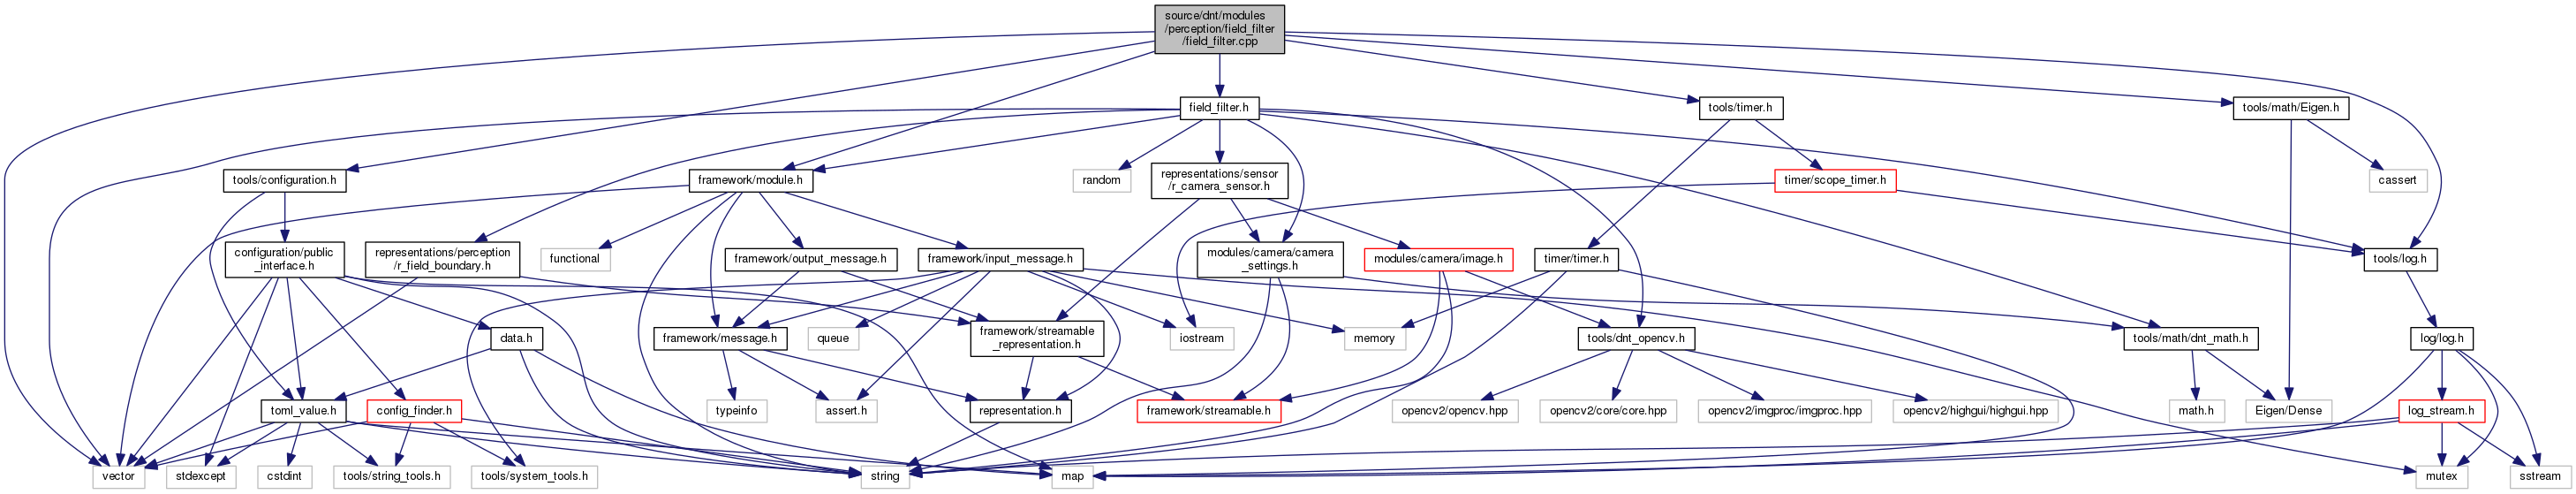 source/dnt/modules
/perception/field_filter
/field_filter.cpp
field_filter.h
tools/timer.h
tools/math/Eigen.h
tools/configuration.h
framework/module.h
random
representations/sensor
/r_camera_sensor.h
timer/scope_timer.h
cassert
configuration/public
_interface.h
representations/perception
/r_field_boundary.h
functional
framework/output_message.h
framework/input_message.h
modules/camera/camera
_settings.h
modules/camera/image.h
timer/timer.h
tools/log.h
data.h
framework/message.h
queue
framework/streamable
_representation.h
iostream
memory
tools/dnt_opencv.h
tools/math/dnt_math.h
log/log.h
toml_value.h
config_finder.h
typeinfo
assert.h
representation.h
framework/streamable.h
opencv2/opencv.hpp
opencv2/core/core.hpp
opencv2/imgproc/imgproc.hpp
opencv2/highgui/highgui.hpp
math.h
Eigen/Dense
log_stream.h
vector
stdexcept
cstdint
tools/string_tools.h
tools/system_tools.h
string
map
mutex
sstream